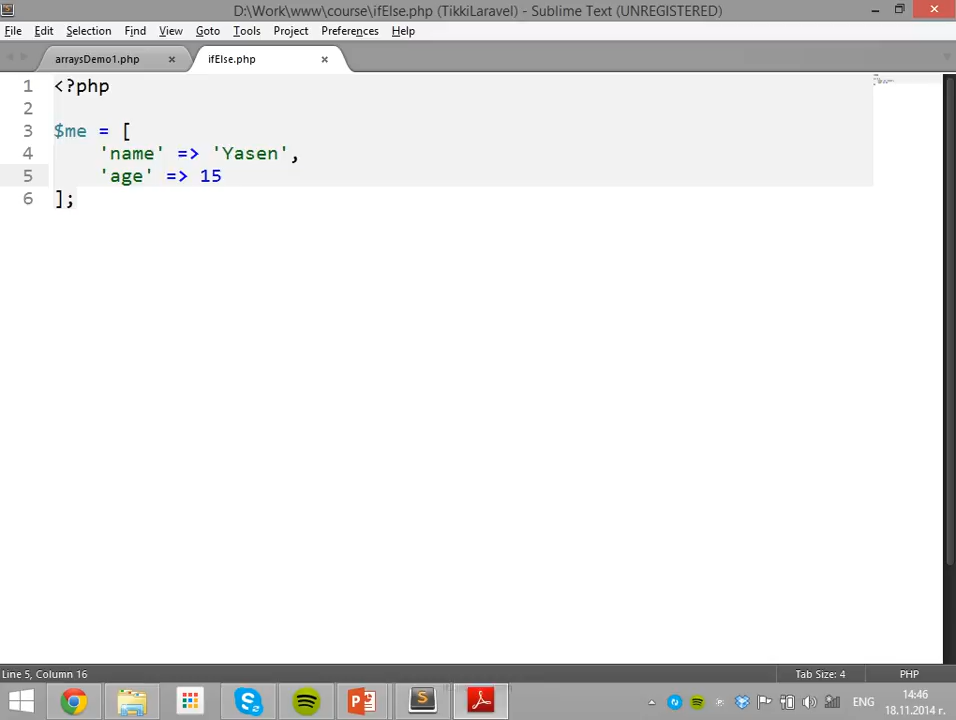 D:\Work\www\course\ifElse.php (TikkiLaravel) - Sublime Text (UNREGISTERED)
File Edit Selection Find View Goto Tools Project Preferences Help
arraysDemo1.php ifElse.php
1 <?php
2
3 $me = [
4 'name' => 'Yasen',
5 'age' => 15
6 ];
Line 5, Column 16 Tab Size: 4 PHP
ENG 14:46
18.11.2014 г.